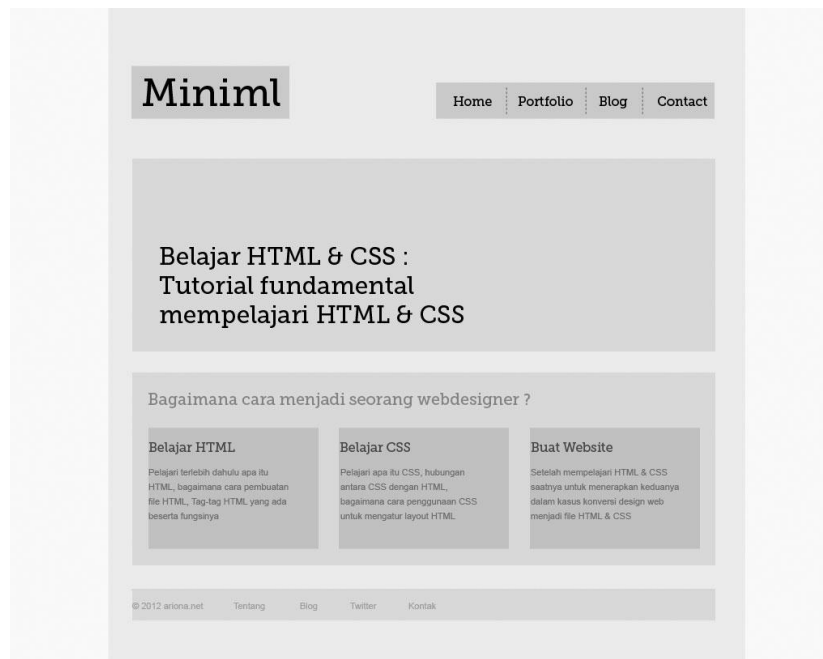 Miniml
Home Portfolio Blog Contact
Belajar HTML & CSS :
Tutorial fundamental
mempelajari HTML & CSS
Bagaimana cara menjadi seorang webdesigner ?
Belajar HTML
Pelajari terlebih dahulu apa itu
HTML, bagaimana cara pembuatan
file HTML, Tag-tag HTML yang ada
beserta fungsinya
Belajar CSS
Pelajari apa itu CSS, hubungan
antara CSS dengan HTML,
bagaimana cara penggunaan CSS
untuk mengatur layout HTML
Buat Website
Setelah mempelajari HTML & CSS
saatnya untuk menerapkan keduanya
dalam kasus konversi design web
menjadi file HTML & CSS
© 2012 ariona.net Tentang Blog Twitter Kontak